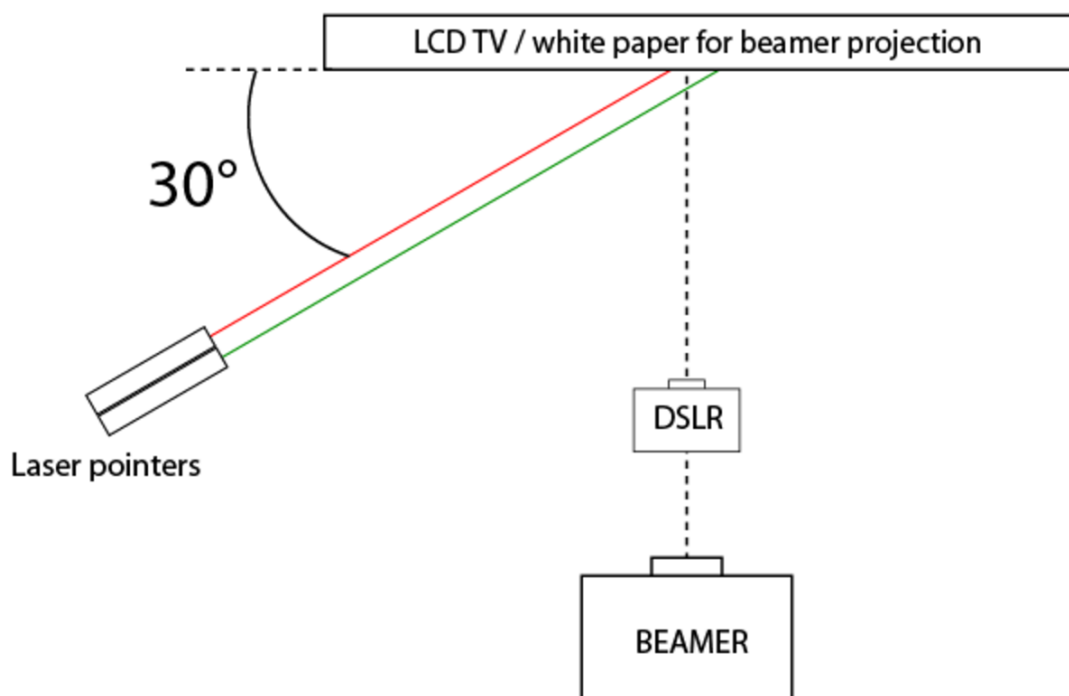 LCD TV / white paper for beamer projection
30°
DSLR
Laser pointers
BEAMER